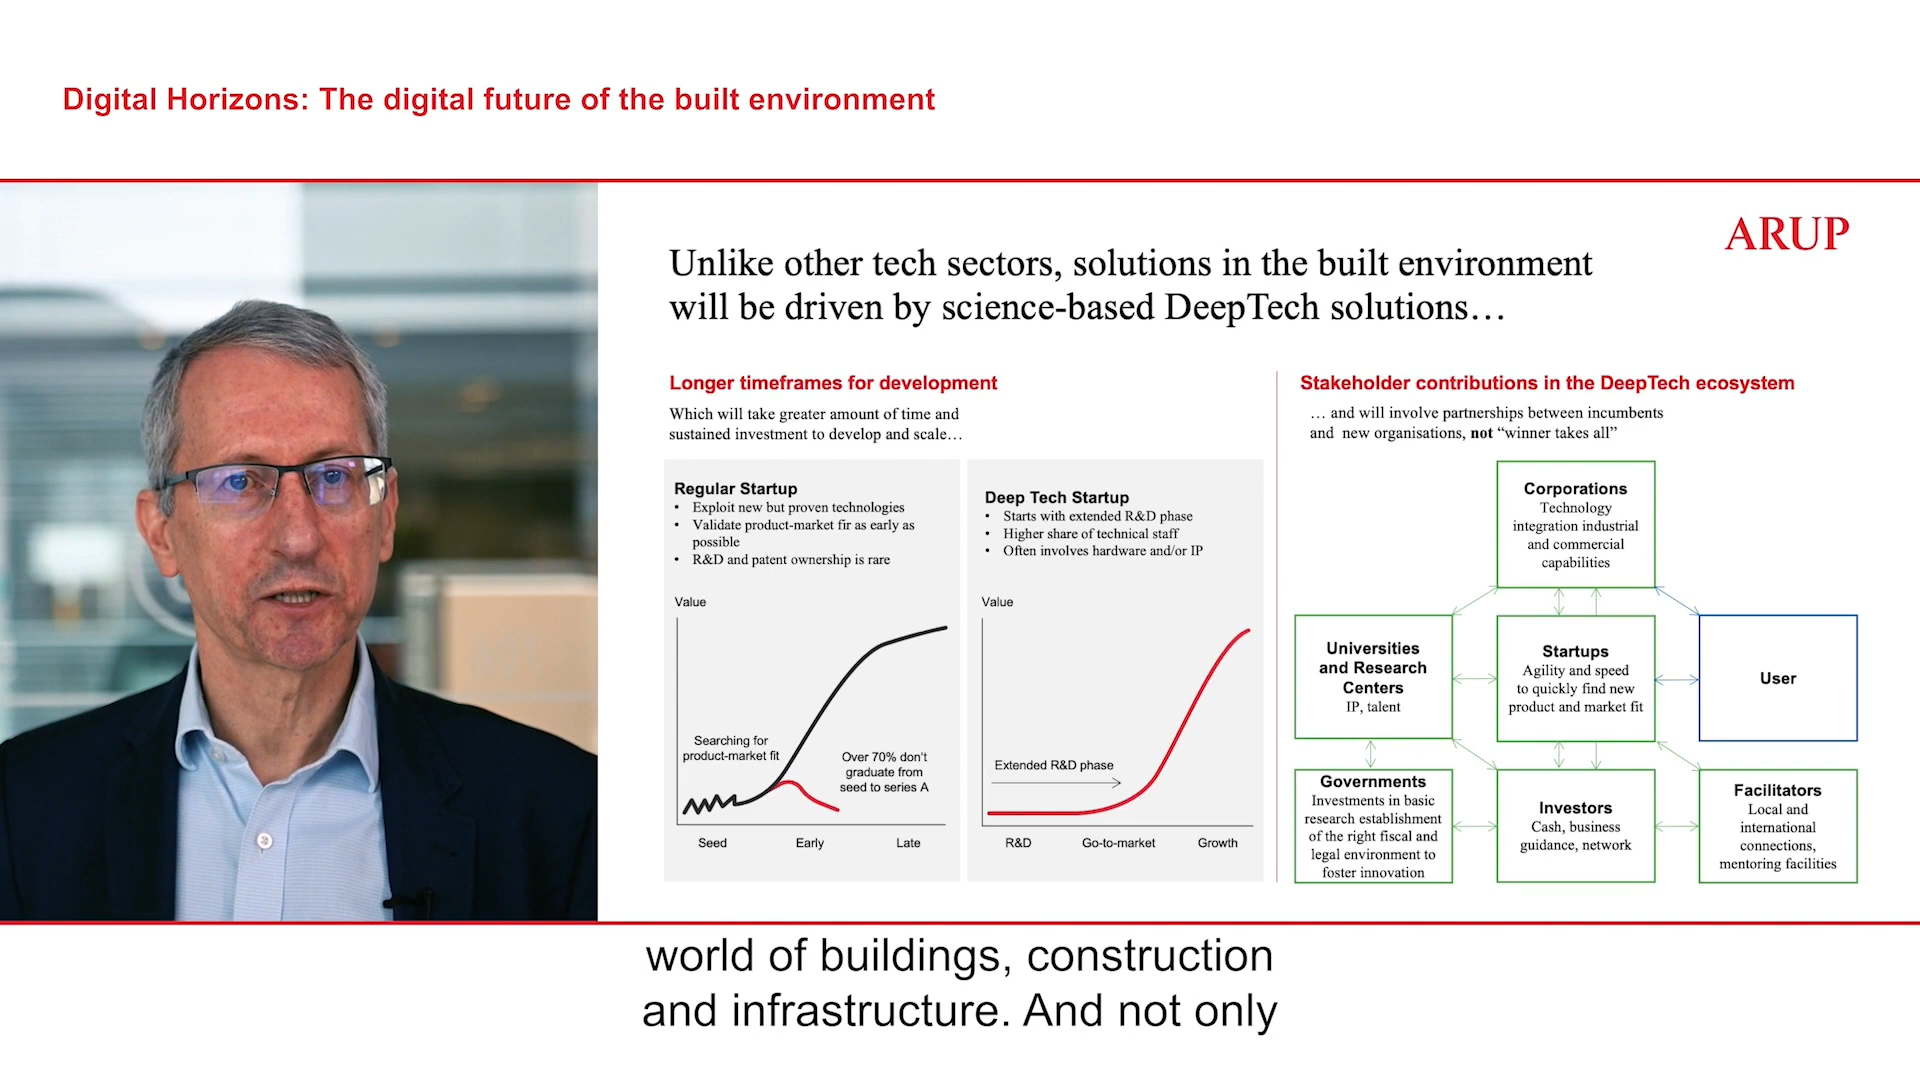 Digital Horizons: The digital future of the built environment
ARUP
Unlike other tech sectors, solutions in the built environment
will be driven by science-based DeepTech solutions…
Longer timeframes for development
Which will take greater amount of time and
sustained investment to develop and scale…
Regular Startup
• Exploit new but proven technologies
• Validate product-market fir as early as
possible
• R&D and patent ownership is rare
Value
Searching for
product-market fit
Over 70% don't
graduate from
seed to series A
Seed Early Late
Deep Tech Startup
• Starts with extended R&D phase
• Higher share of technical staff
• Often involves hardware and/or IP
Value
Extended R&D phase
R&D Go-to-market Growth
Stakeholder contributions in the DeepTech ecosystem
… and will involve partnerships between incumbents
and new organisations, not “winner takes all”
Corporations
Technology
integration industrial
and commercial
capabilities
Universities
and Research
Centers
IP, talent
Startups
Agility and speed
to quickly find new
product and market fit
User
Governments
Investments in basic
research establishment
of the right fiscal and
legal environment to
foster innovation
Investors
Cash, business
guidance, network
Facilitators
Local and
international
connections,
mentoring facilities
world of buildings, construction
and infrastructure. And not only